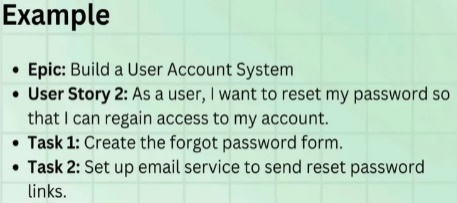 Example
• Epic: Build a User Account System
• User Story 2: As a user, I want to reset my password so
that I can regain access to my account.
• Task 1: Create the forgot password form.
• Task 2: Set up email service to send reset password
links.